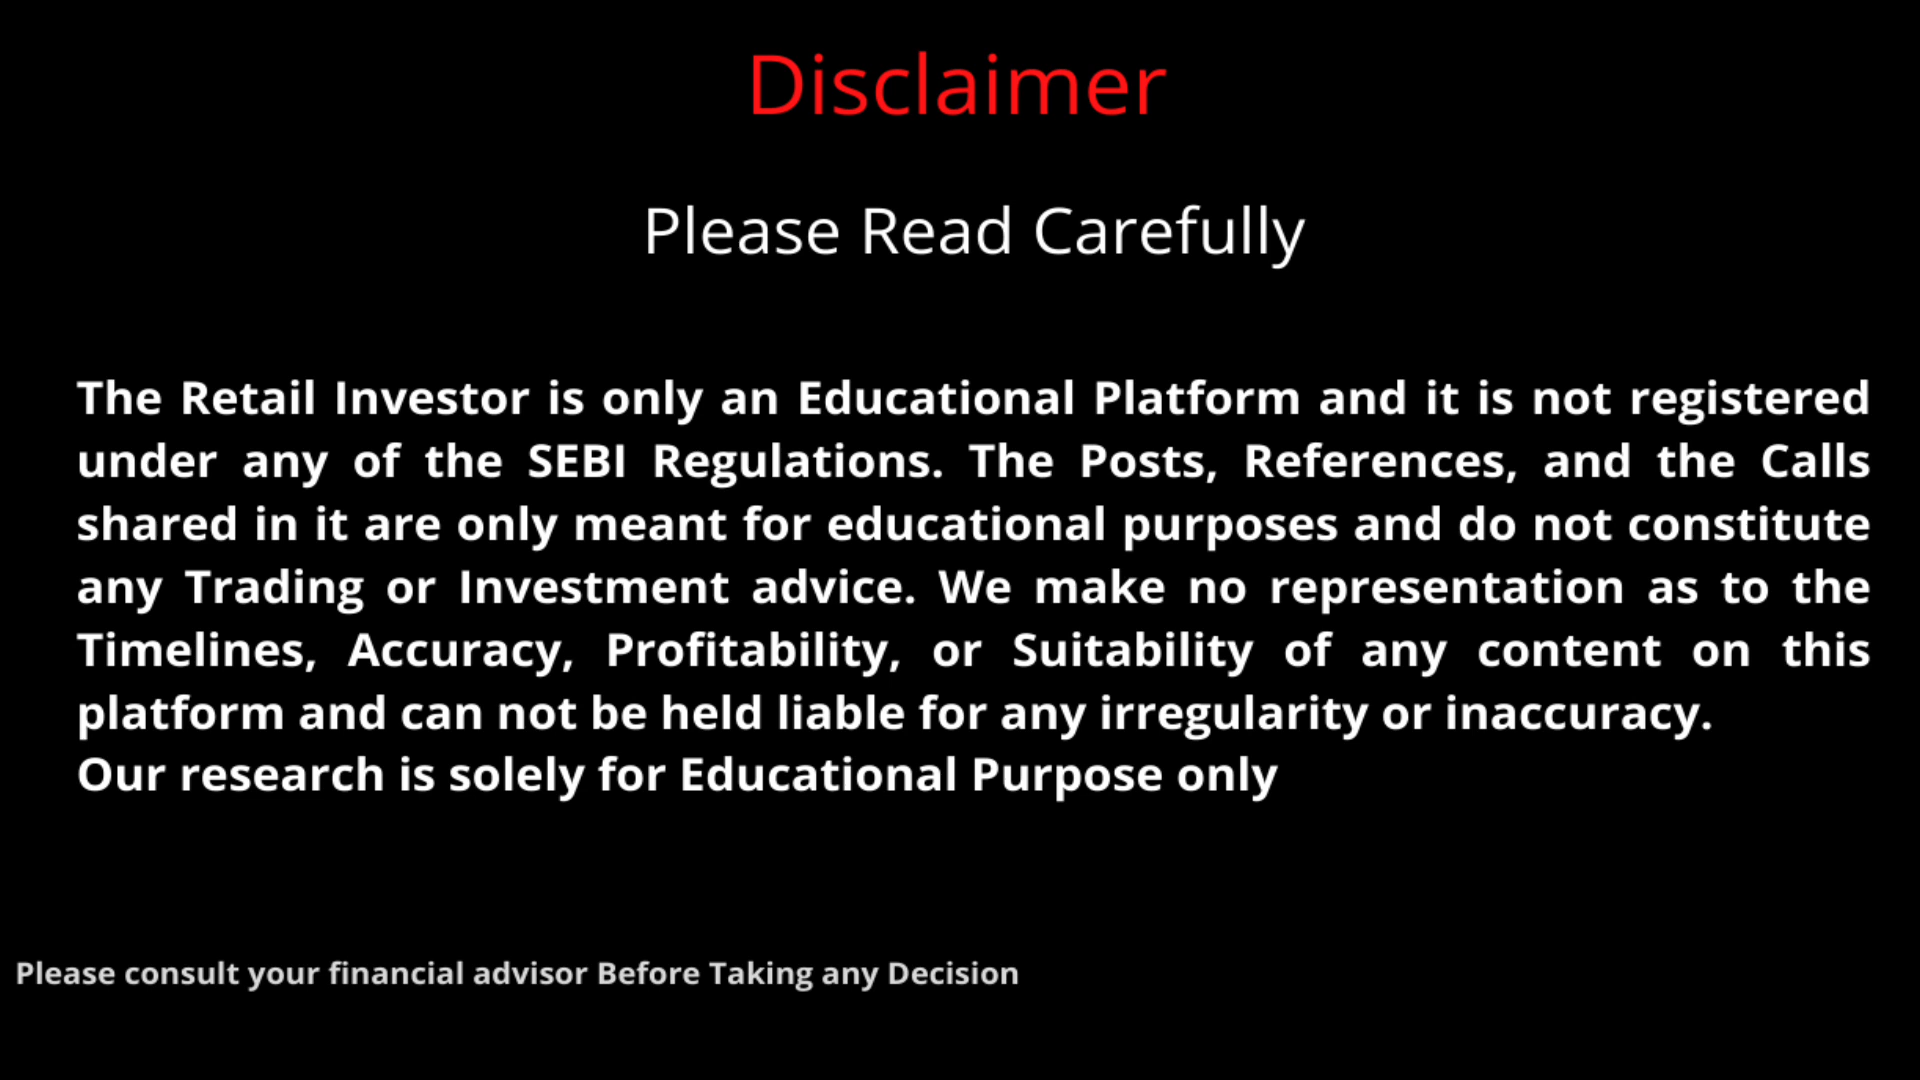 Disclaimer
Please Read Carefully
The Retail Investor is only an Educational Platform and it is not registered
under any of the SEBI Regulations. The Posts, References, and the Calls
shared in it are only meant for educational purposes and do not constitute
any Trading or Investment advice. We make no representation as to the
Timelines, Accuracy, Profitability, or Suitability of any content on this
platform and can not be held liable for any irregularity or inaccuracy.
Our research is solely for Educational Purpose only
Please consult your financial advisor Before Taking any Decision